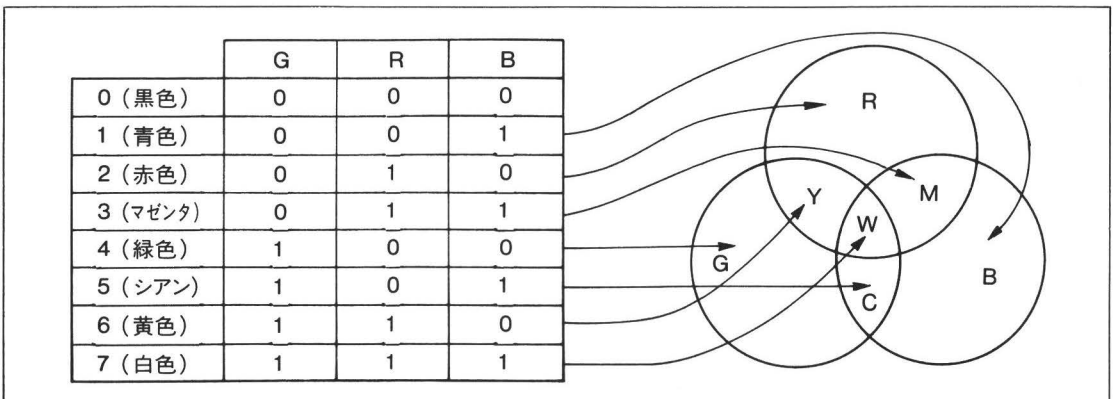 G R B
0 (黒色) 0 0 0
1 (青色) 0 0 1
2 (赤色) 0 1 0
3 (マゼンタ) 0 1 1
4 (緑色) 1 0 0
5 (シアン) 1 0 1
6 (黄色) 1 1 0
7 (白色) 1 1 1
R
Y M
W
G B
C